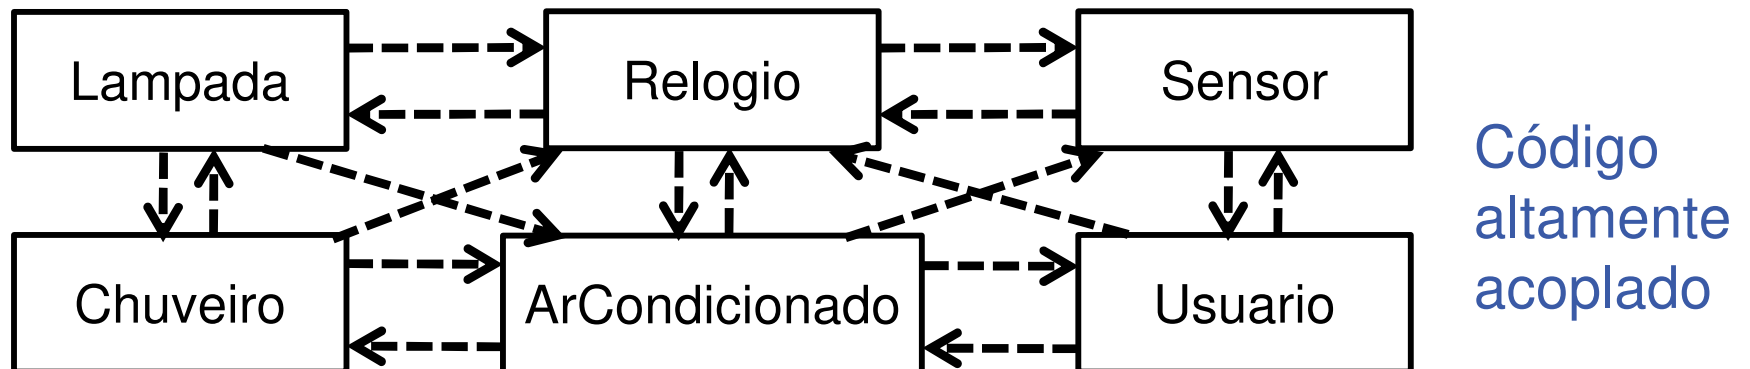 Lampada
Relogio
Sensor
Código
altamente
acoplado
Chuveiro
ArCondicionado
Usuario